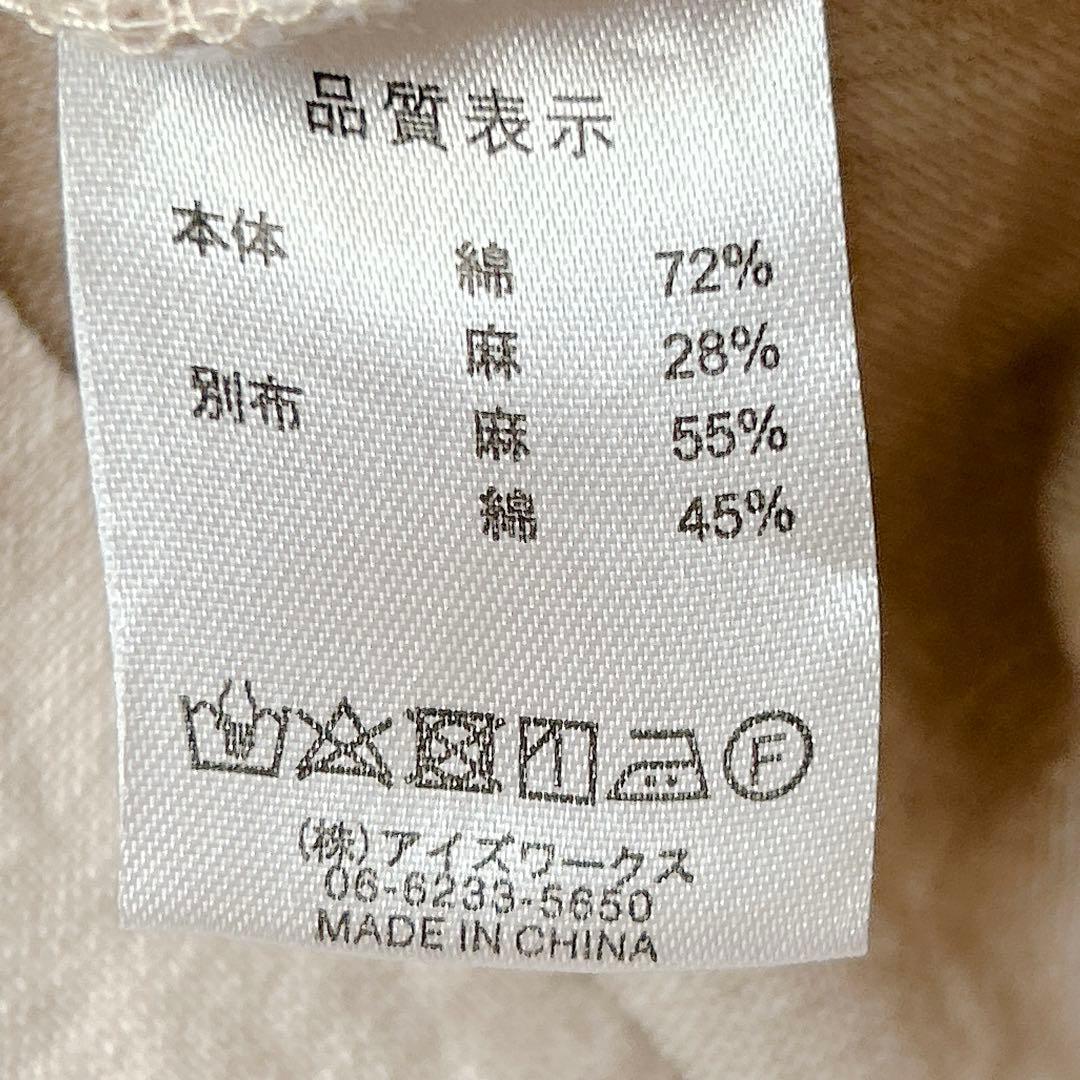 品質表示
本体 綿 72%
麻 28%
別布 麻 55%
綿 45%
F
(株)アイズワークス
06-6233-5650
MADE IN CHINA